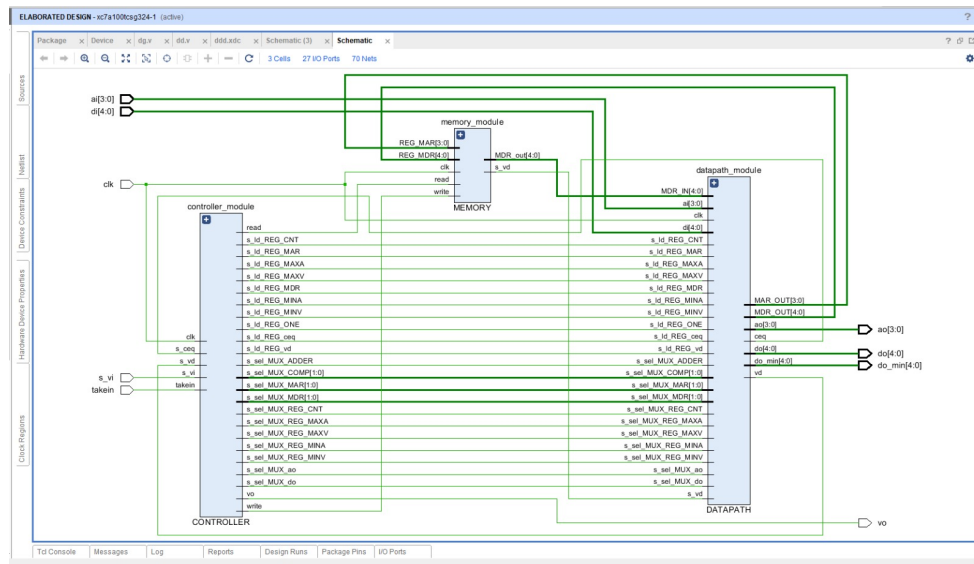 ELABORATED DESIGN - xc7a100tcsg324-1 (active)
?
Package x Device x dg.v x dd.v x ddd.xdc x Schematic (3) x Schematic x
? 
3 Cells 27 I/O Ports 70 Nets
Sources
Netlist
Device Constraints
Hardware Device Properties
Clock Regions
ai[3:0]
di[4:0]
clk
s_vi
takein
memory_module
REG_MAR[3:0]
REG_MDR[4:0]
clk
read
write
MDR_out[4:0]
s_vd
MEMORY
controller_module
clk
s_ceq
s_vd
s_vi
takein
read
s_ld_REG_CNT
s_ld_REG_MAR
s_ld_REG_MAXA
s_ld_REG_MAXV
s_ld_REG_MDR
s_ld_REG_MINA
s_ld_REG_MINV
s_ld_REG_ONE
s_ld_REG_ceq
s_ld_REG_vd
s_sel_MUX_ADDER
s_sel_MUX_COMP[1:0]
s_sel_MUX_MAR[1:0]
s_sel_MUX_MDR[1:0]
s_sel_MUX_REG_CNT
s_sel_MUX_REG_MAXA
s_sel_MUX_REG_MAXV
s_sel_MUX_REG_MINA
s_sel_MUX_REG_MINV
s_sel_MUX_ao
s_sel_MUX_do
vo
write
CONTROLLER
datapath_module
MDR_IN[4:0]
ai[3:0]
clk
di[4:0]
s_ld_REG_CNT
s_ld_REG_MAR
s_ld_REG_MAXA
s_ld_REG_MAXV
s_ld_REG_MDR
s_ld_REG_MINA
s_ld_REG_MINV
s_ld_REG_ONE
s_ld_REG_ceq
s_ld_REG_vd
s_sel_MUX_ADDER
s_sel_MUX_COMP[1:0]
s_sel_MUX_MAR[1:0]
s_sel_MUX_MDR[1:0]
s_sel_MUX_REG_CNT
s_sel_MUX_REG_MAXA
s_sel_MUX_REG_MAXV
s_sel_MUX_REG_MINA
s_sel_MUX_REG_MINV
s_sel_MUX_ao
s_sel_MUX_do
s_vd
MAR_OUT[3:0]
MDR_OUT[4:0]
ao[3:0]
ceq
do[4:0]
do_min[4:0]
vd
DATAPATH
ao[3:0]
do[4:0]
do_min[4:0]
vo
Tcl Console Messages Log Reports Design Runs Package Pins I/O Ports